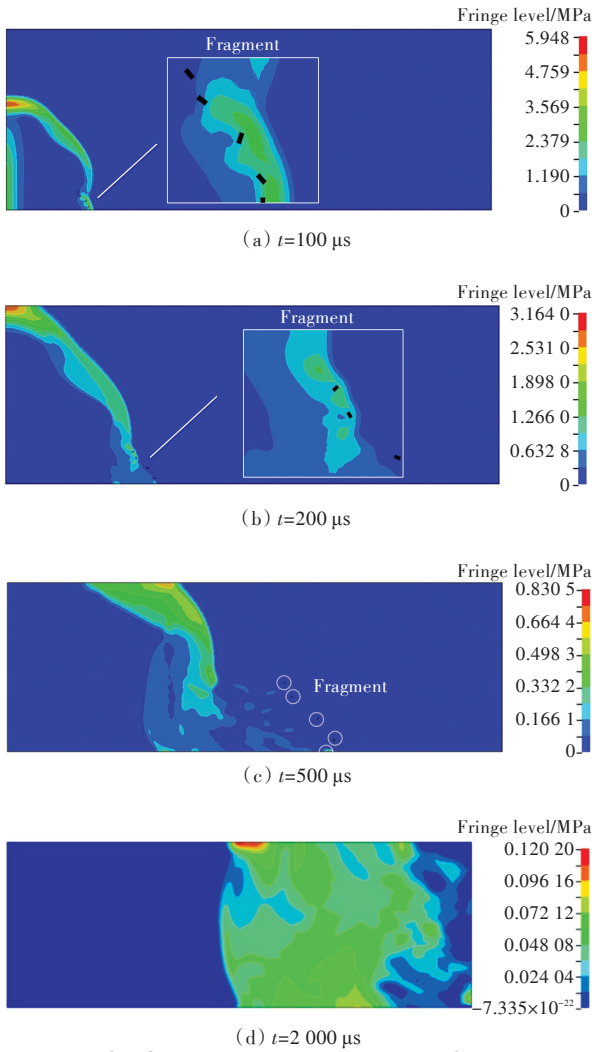 Fringe level/MPa
Fragment
5.948
4.759
3.569
2.379
1.190
0
(a) t=100 μs
Fringe level/MPa
Fragment
3.164 0
2.531 0
1.898 0
1.266 0
0.632 8
0
(b) t=200 μs
Fringe level/MPa
0.830 5
0.664 4
0.498 3
0.332 2
0.166 1
0
Fragment
(c) t=500 μs
Fringe level/MPa
0.120 20
0.096 16
0.072 12
0.048 08
0.024 04
−7.335×10⁻²²
(d) t=2 000 μs